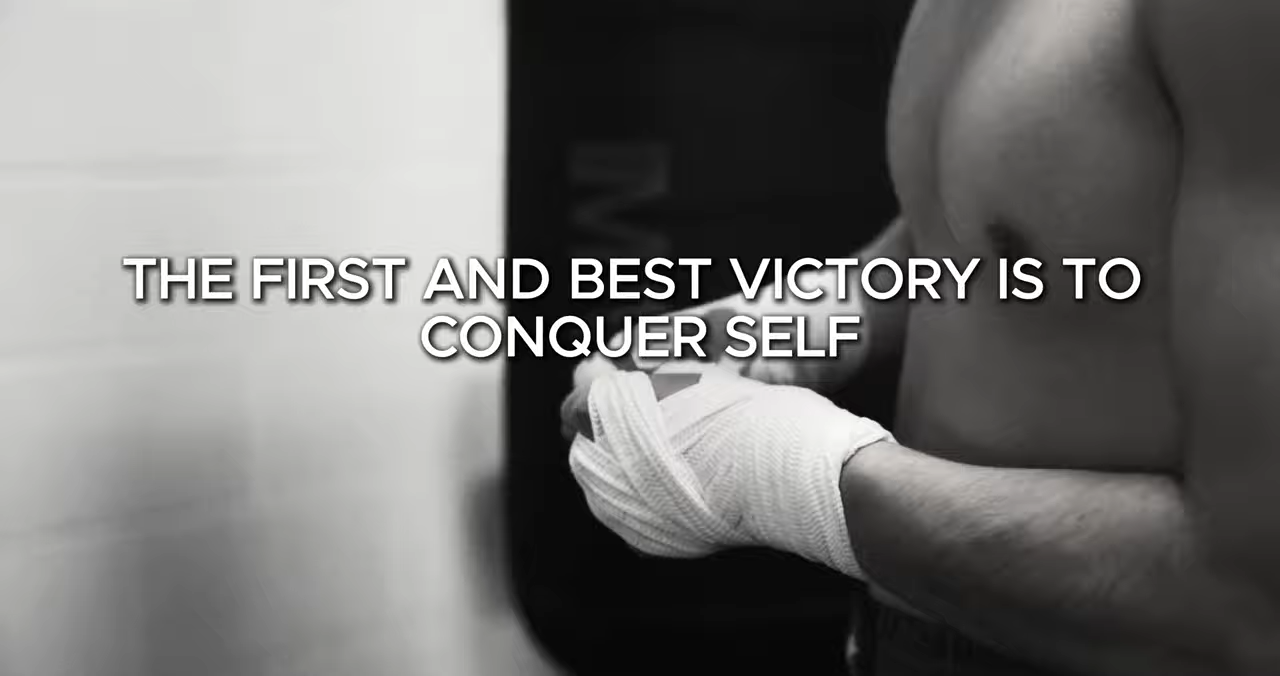 THE FIRST AND BEST VICTORY IS TO
CONQUER SELF